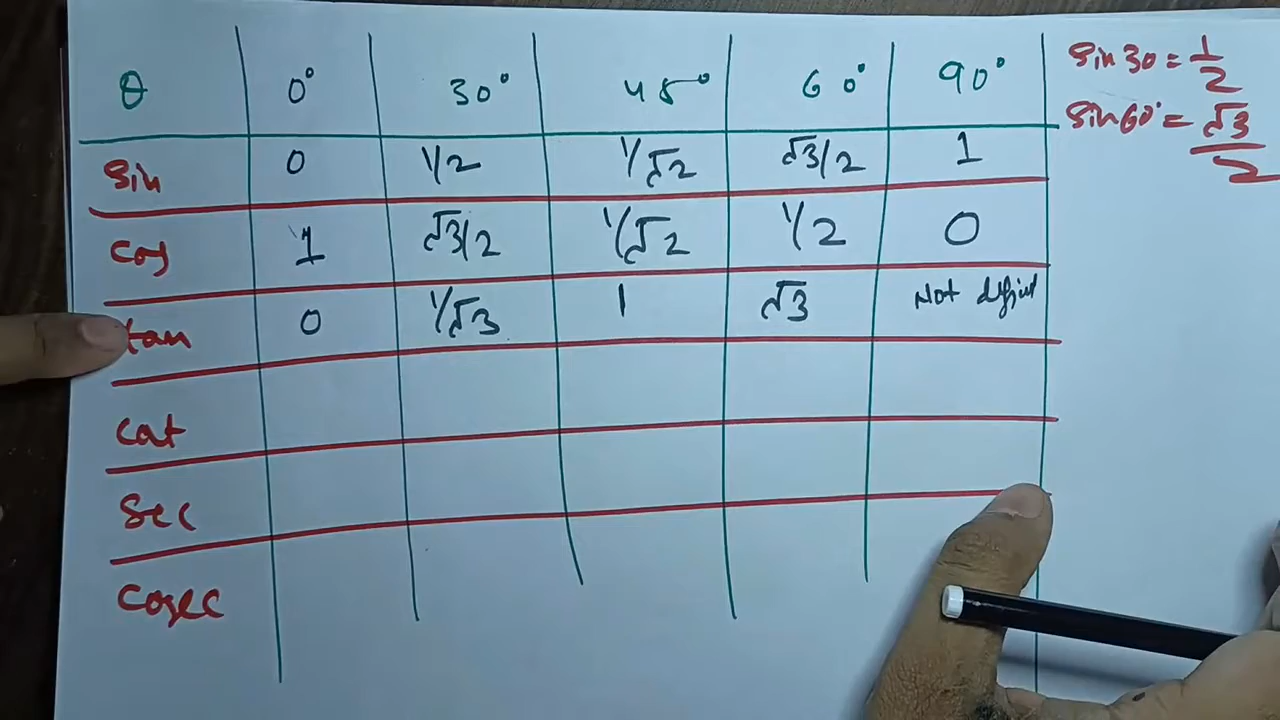 θ 0° 30° 45° 60° 90°
Sin 0 1/2 1/√2 √3/2 1
Cos 1 √3/2 1/√2 1/2 0
tan 0 1/√3 1 √3 Not defined
Cat
Sec
Cosec
Sin 30 = 1/2
Sin 60° = √3/2